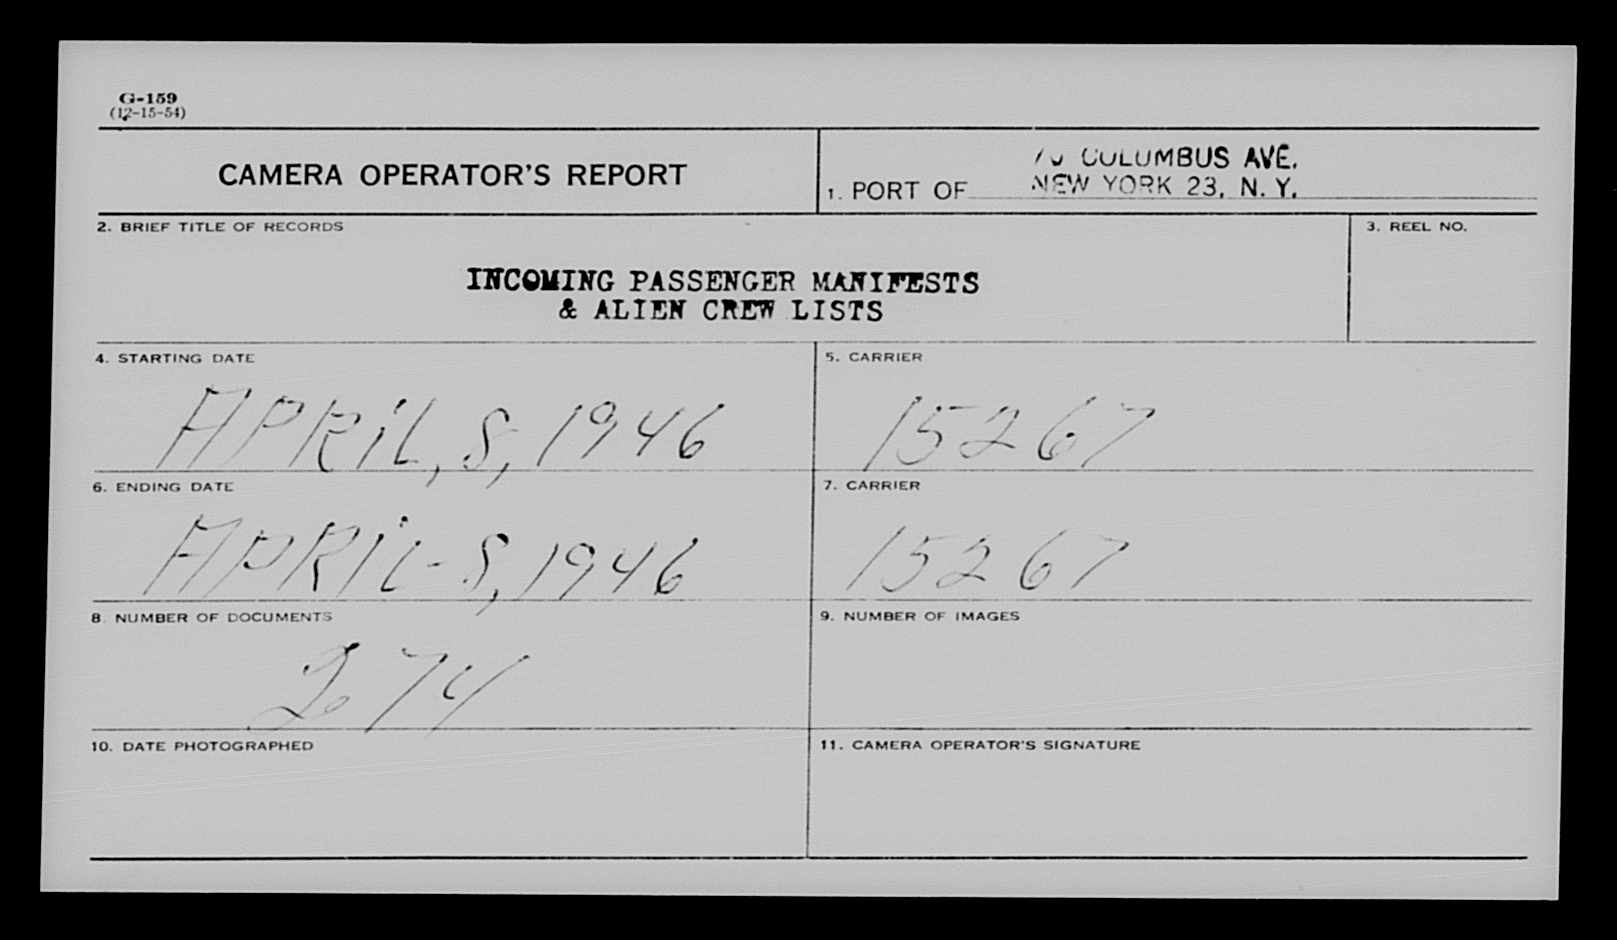 G-159
(12-15-54)
CAMERA OPERATOR'S REPORT
70 COLUMBUS AVE.
1. PORT OF NEW YORK 23, N.Y.
2. BRIEF TITLE OF RECORDS
3. REEL NO.
INCOMING PASSENGER MANIFESTS
& ALIEN CREW LISTS
4. STARTING DATE
5. CARRIER
APRIL, 8, 1946
15267
6. ENDING DATE
7. CARRIER
APRIL-8, 1946
15267
8. NUMBER OF DOCUMENTS
9. NUMBER OF IMAGES
274
10. DATE PHOTOGRAPHED
11. CAMERA OPERATOR'S SIGNATURE